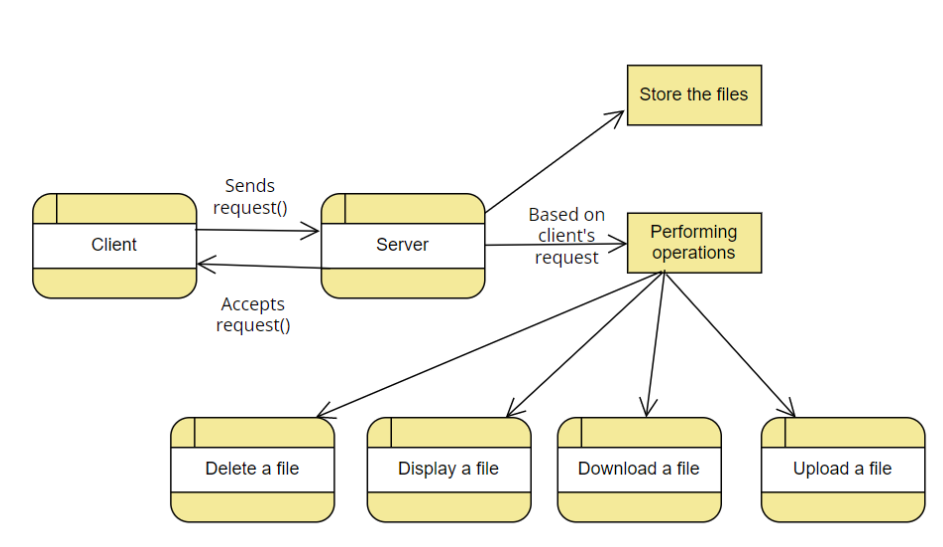 Store the files
Sends
request()
Based on
client's
request
Performing
operations
Client
Server
Accepts
request()
Delete a file
Display a file
Download a file
Upload a file